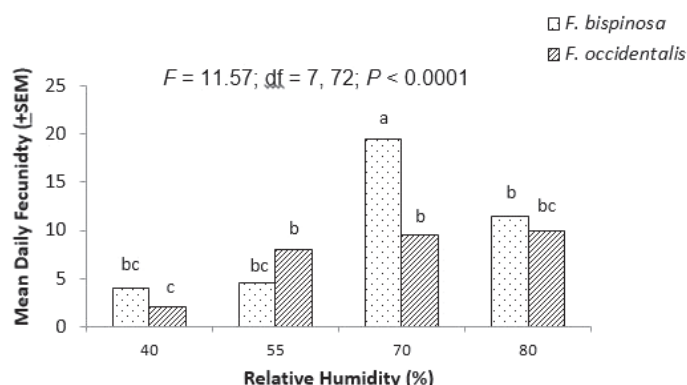 F. bispinosa
F. occidentalis
F = 11.57; df = 7, 72; P < 0.0001
Mean Daily Fecunidty (±SEM)
25
20
15
10
5
0
bc
c
bc
b
a
b
b
bc
40
55
70
80
Relative Humidity (%)